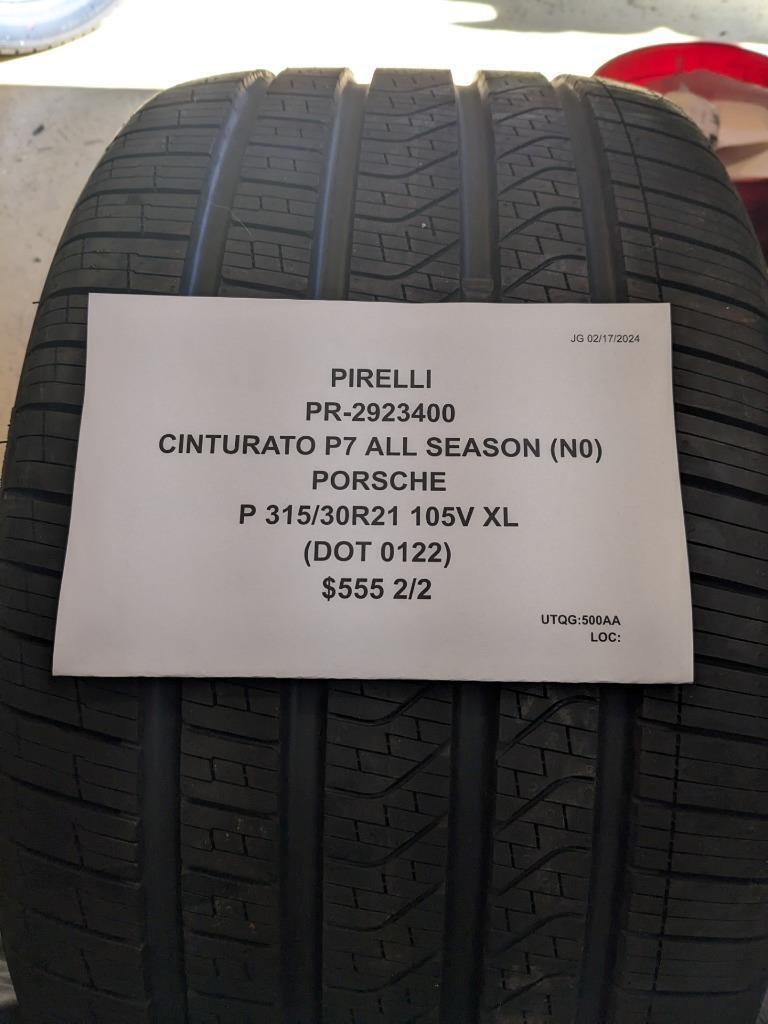 JG 02/17/2024
PIRELLI
PR-2923400
CINTURATO P7 ALL SEASON (N0)
PORSCHE
P 315/30R21 105V XL
(DOT 0122)
$555 2/2
UTQG:500AA
LOC: